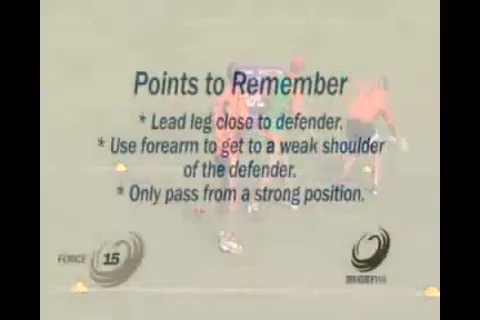 Points to Remember
* Lead leg close to defender.
* Use forearm to get to a weak shoulder
of the defender.
* Only pass from a strong position.
FORCE 15
RUGBYWA